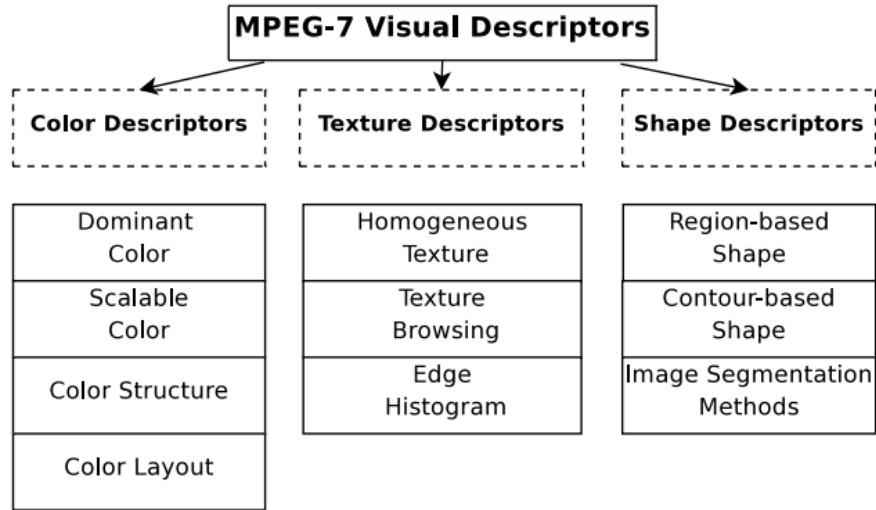 MPEG-7 Visual Descriptors
Color Descriptors
Texture Descriptors
Shape Descriptors
Dominant
Color
Scalable
Color
Color Structure
Color Layout
Homogeneous
Texture
Texture
Browsing
Edge
Histogram
Region-based
Shape
Contour-based
Shape
Image Segmentation
Methods